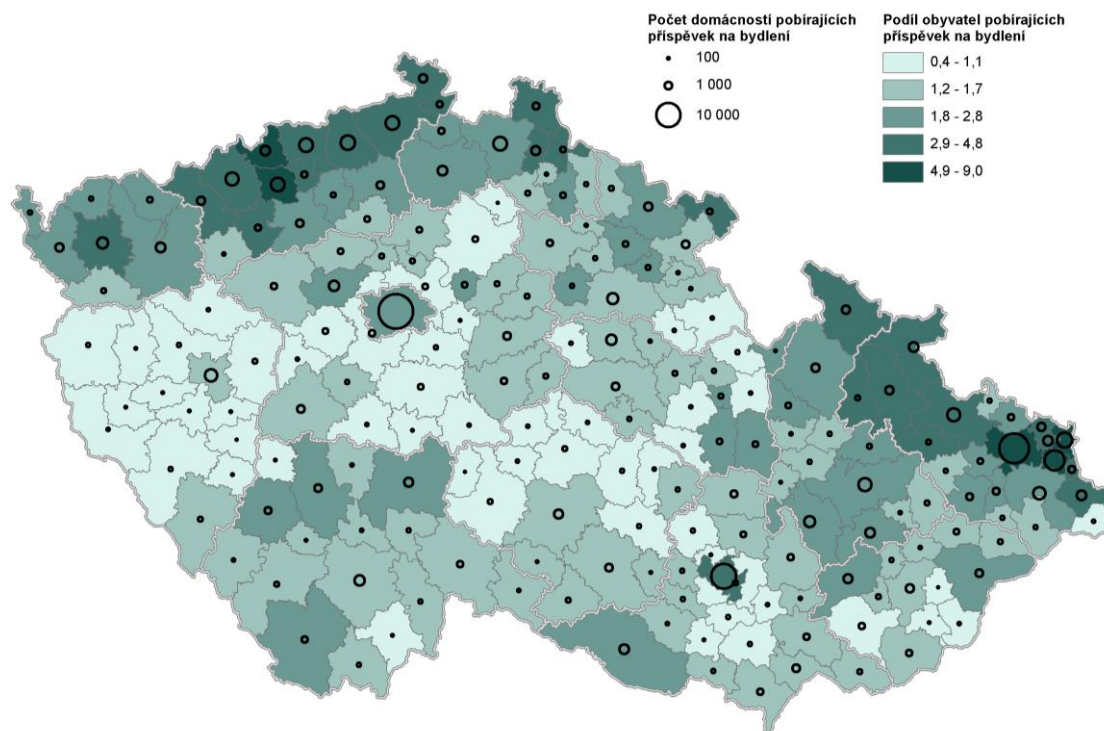 Počet domácností pobírajících
příspěvek na bydlení
100
1 000
10 000
Podíl obyvatel pobírajících
příspěvek na bydlení
0,4 - 1,1
1,2 - 1,7
1,8 - 2,8
2,9 - 4,8
4,9 - 9,0